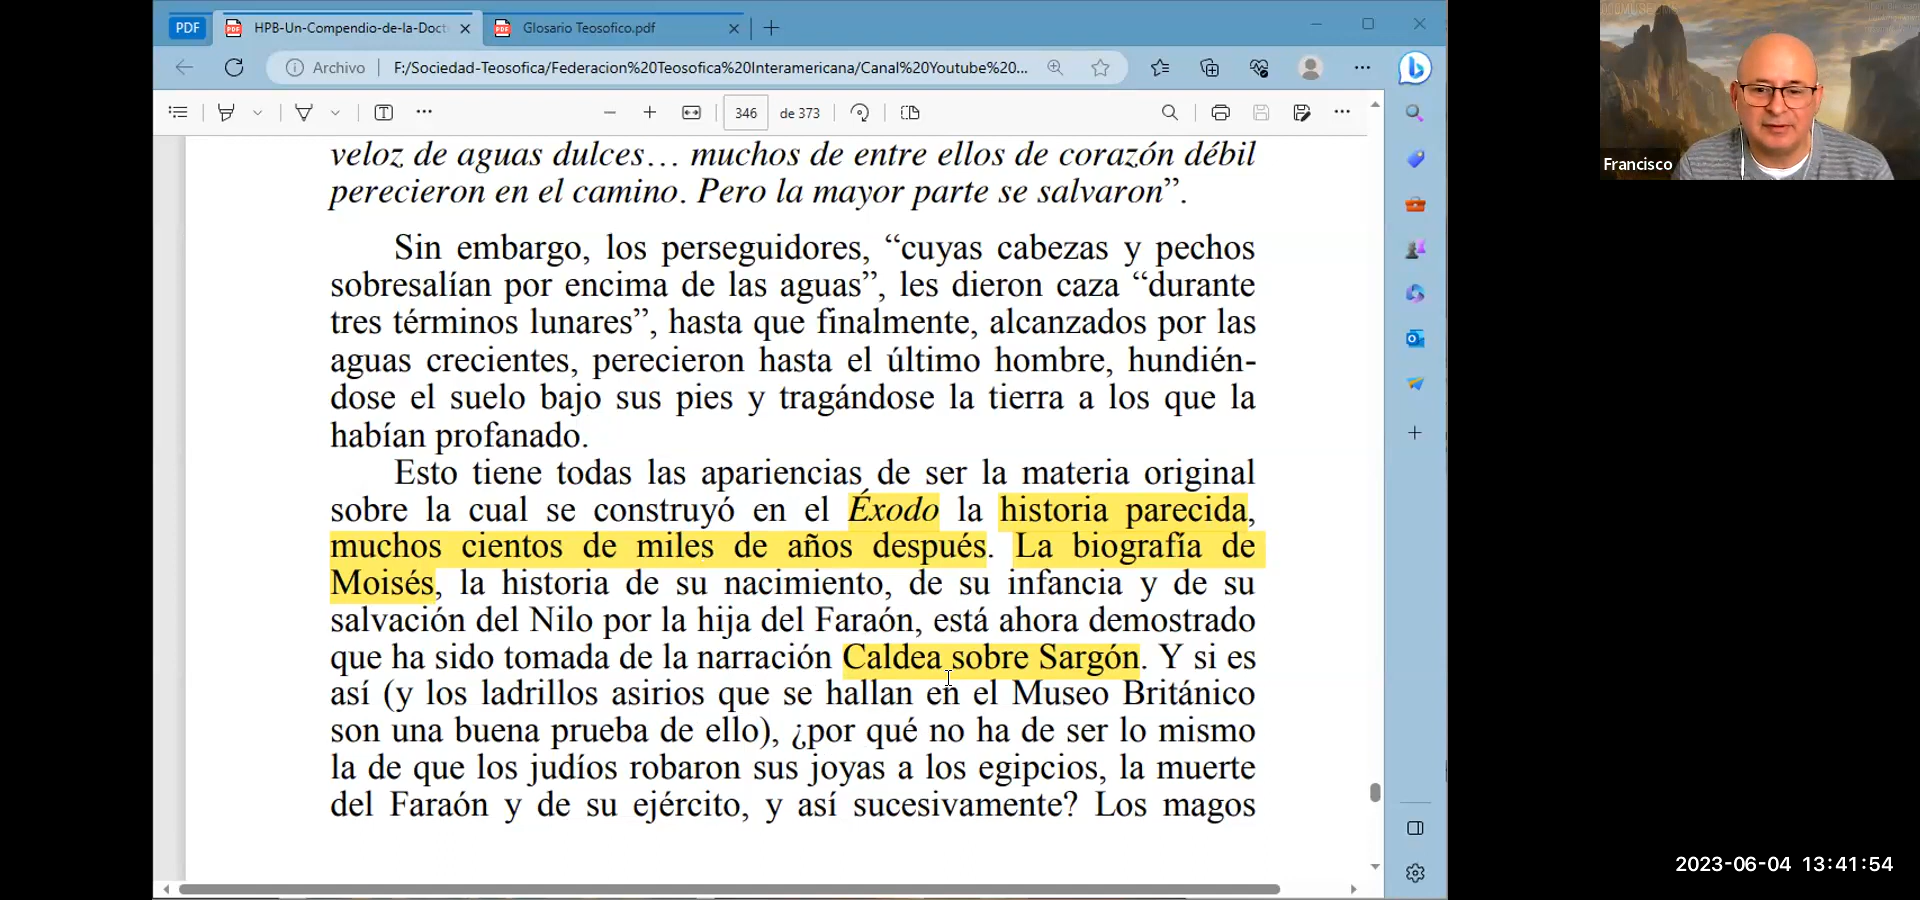 PDF
HPB-Un-Compendio-de-la-Doct
Glosario Teosofico.pdf
Archivo
F:/Sociedad-Teosofica/Federacion%20Teosofica%20Interamericana/Canal%20Youtube%20...
346 de 373
veloz de aguas dulces… muchos de entre ellos de corazón débil
perecieron en el camino. Pero la mayor parte se salvaron”.
Sin embargo, los perseguidores, “cuyas cabezas y pechos
sobresalían por encima de las aguas”, les dieron caza “durante
tres términos lunares”, hasta que finalmente, alcanzados por las
aguas crecientes, perecieron hasta el último hombre, hundién-
dose el suelo bajo sus pies y tragándose la tierra a los que la
habían profanado.
Esto tiene todas las apariencias de ser la materia original
sobre la cual se construyó en el Éxodo la historia parecida,
muchos cientos de miles de años después. La biografía de
Moisés, la historia de su nacimiento, de su infancia y de su
salvación del Nilo por la hija del Faraón, está ahora demostrado
que ha sido tomada de la narración Caldea sobre Sargón. Y si es
así (y los ladrillos asirios que se hallan en el Museo Británico
son una buena prueba de ello), ¿por qué no ha de ser lo mismo
la de que los judíos robaron sus joyas a los egipcios, la muerte
del Faraón y de su ejército, y así sucesivamente? Los magos
Francisco
2023-06-04 13:41:54